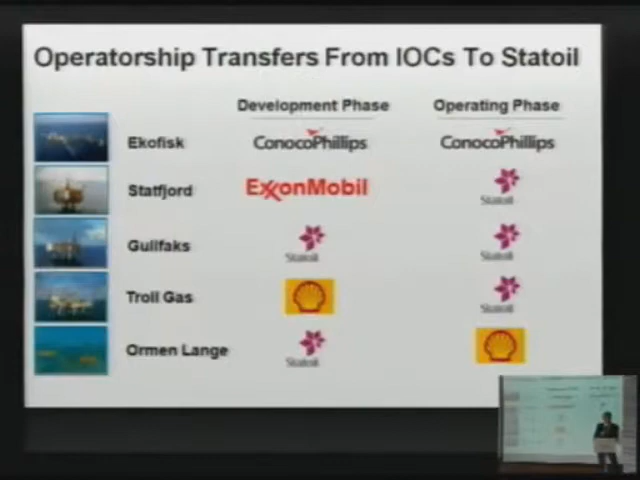 Operatorship Transfers From IOCs To Statoil
Development Phase Operating Phase
Ekofisk ConocoPhillips ConocoPhillips
Statfjord ExxonMobil Statoil
Gullfaks Statoil Statoil
Troll Gas Statoil
Ormen Lange Statoil